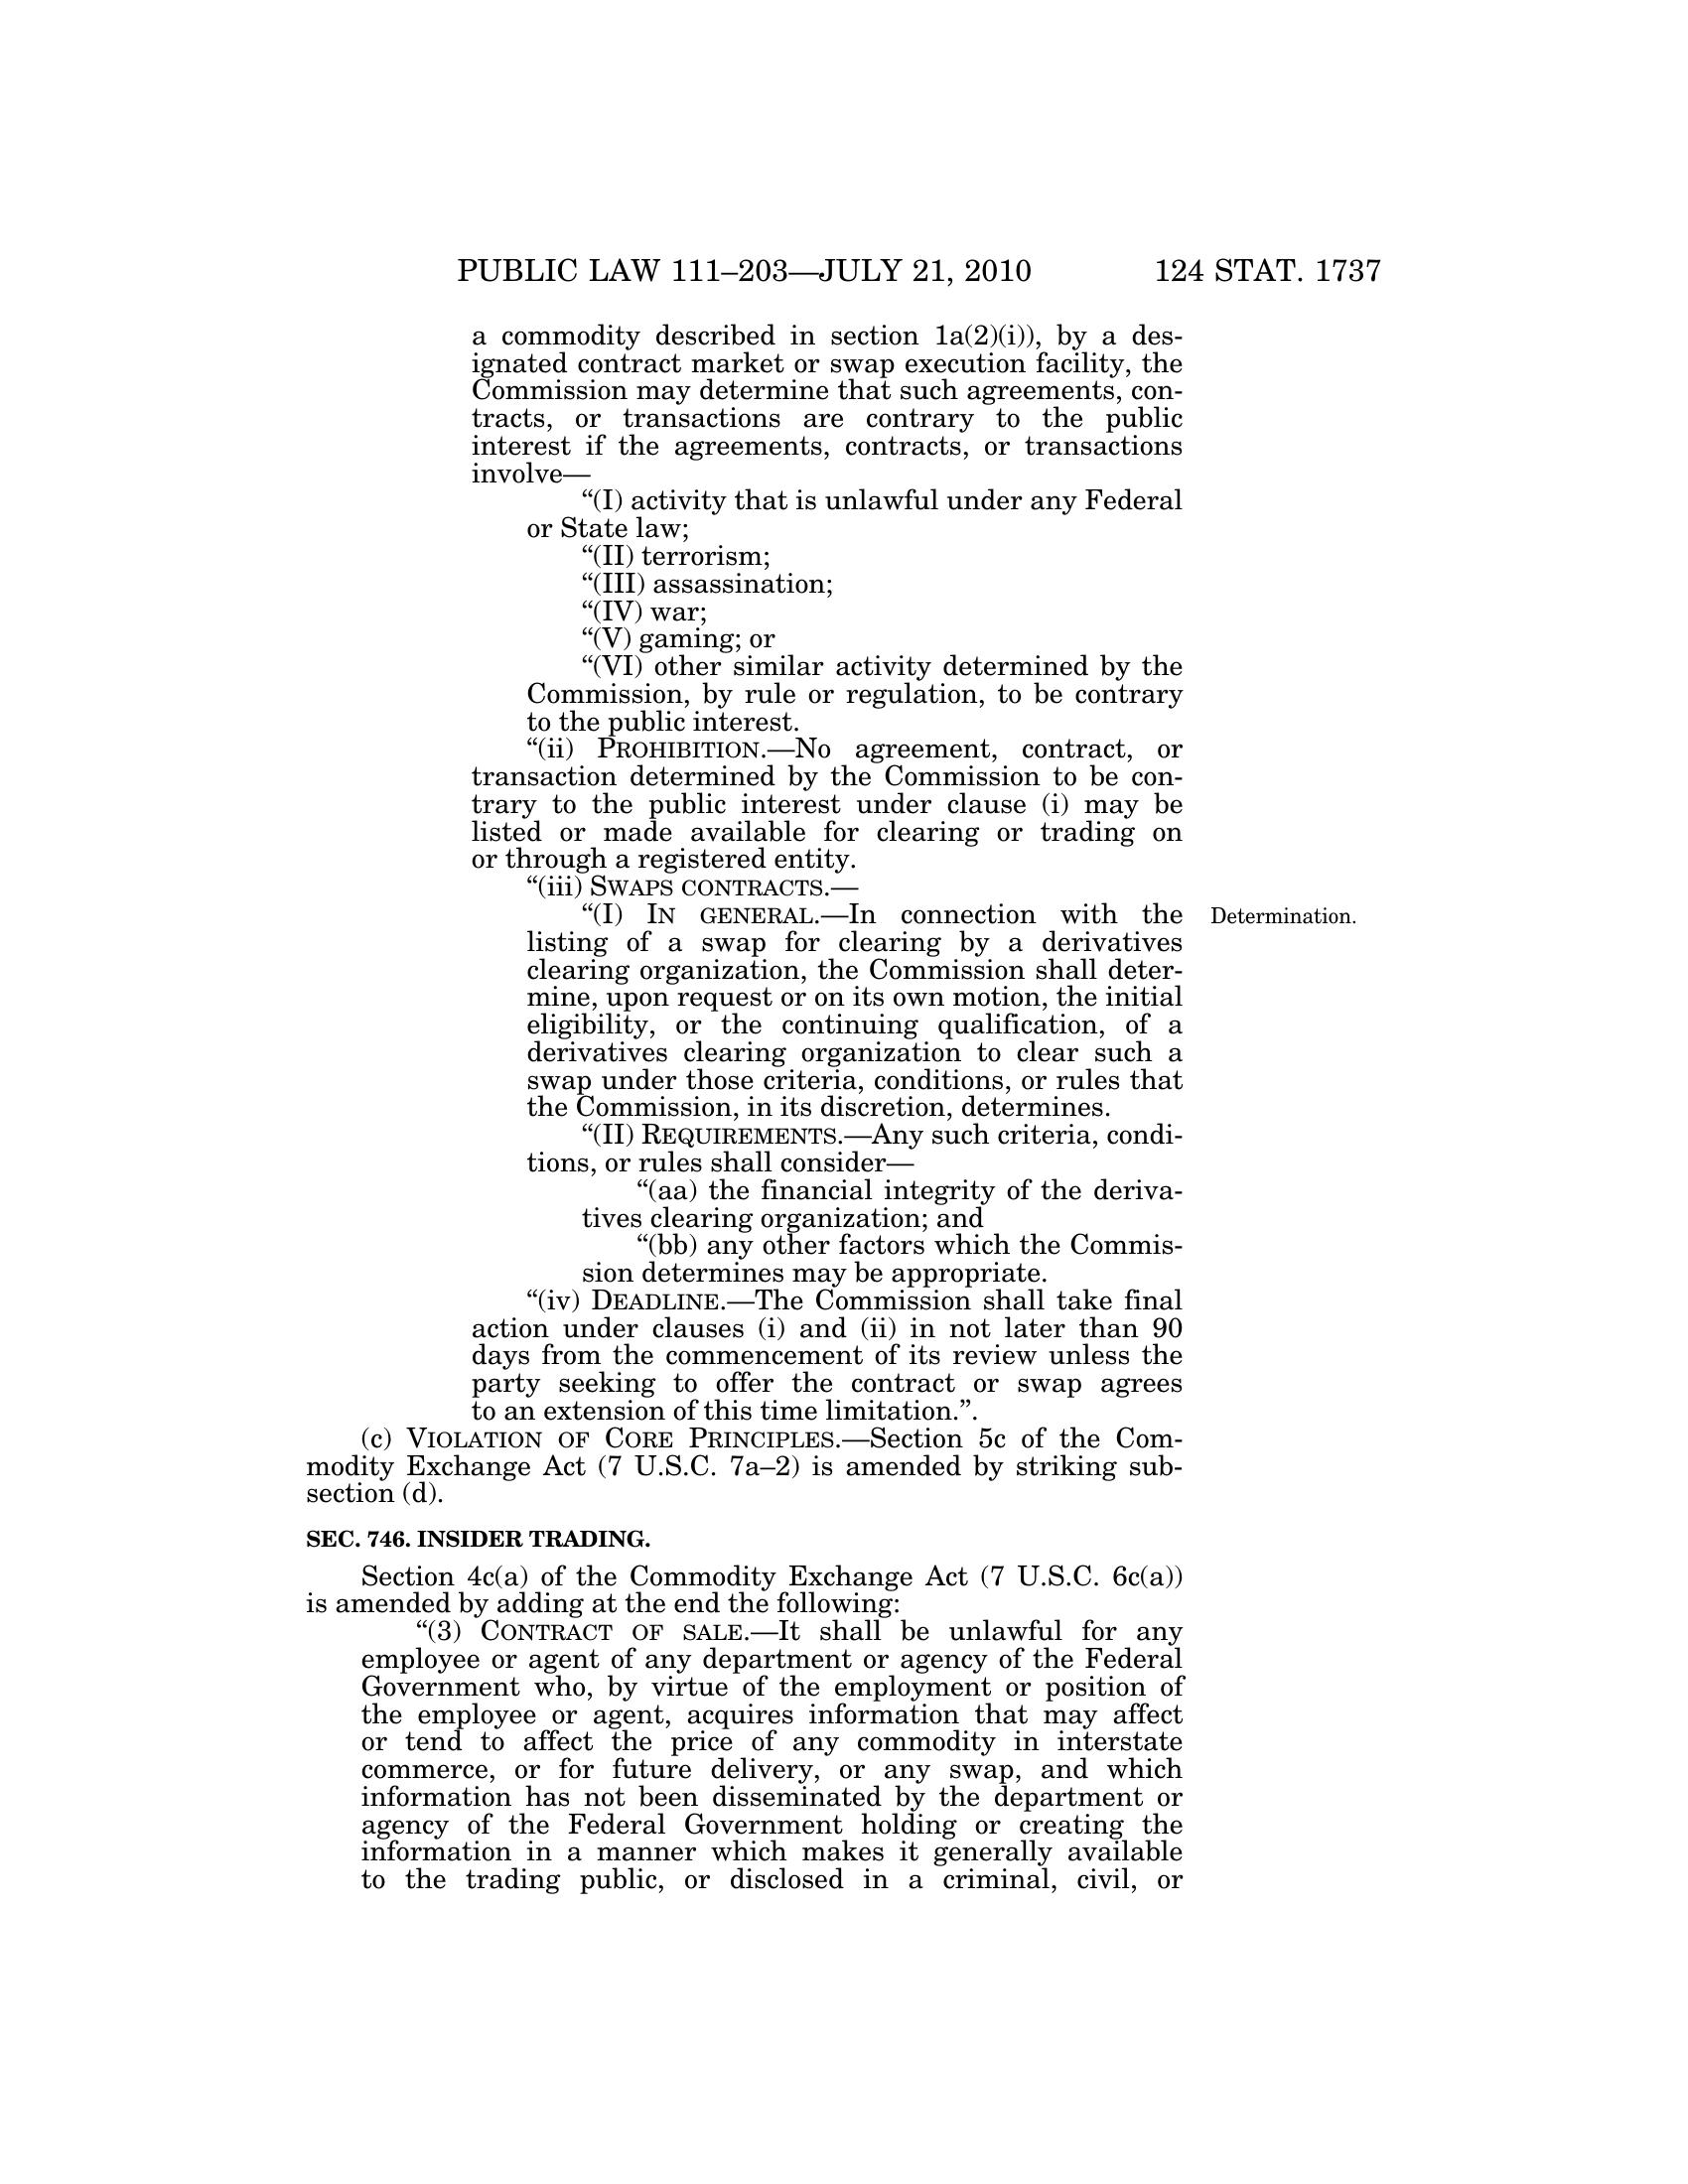 PUBLIC LAW 111–203—JULY 21, 2010 124 STAT. 1737
a commodity described in section 1a(2)(i)), by a des-
ignated contract market or swap execution facility, the
Commission may determine that such agreements, con-
tracts, or transactions are contrary to the public
interest if the agreements, contracts, or transactions
involve—
“(I) activity that is unlawful under any Federal
or State law;
“(II) terrorism;
“(III) assassination;
“(IV) war;
“(V) gaming; or
“(VI) other similar activity determined by the
Commission, by rule or regulation, to be contrary
to the public interest.
“(ii) PROHIBITION.—No agreement, contract, or
transaction determined by the Commission to be con-
trary to the public interest under clause (i) may be
listed or made available for clearing or trading on
or through a registered entity.
“(iii) SWAPS CONTRACTS.—
“(I) IN GENERAL.—In connection with the Determination.
listing of a swap for clearing by a derivatives
clearing organization, the Commission shall deter-
mine, upon request or on its own motion, the initial
eligibility, or the continuing qualification, of a
derivatives clearing organization to clear such a
swap under those criteria, conditions, or rules that
the Commission, in its discretion, determines.
“(II) REQUIREMENTS.—Any such criteria, condi-
tions, or rules shall consider—
“(aa) the financial integrity of the deriva-
tives clearing organization; and
“(bb) any other factors which the Commis-
sion determines may be appropriate.
“(iv) DEADLINE.—The Commission shall take final
action under clauses (i) and (ii) in not later than 90
days from the commencement of its review unless the
party seeking to offer the contract or swap agrees
to an extension of this time limitation.”.
(c) VIOLATION OF CORE PRINCIPLES.—Section 5c of the Com-
modity Exchange Act (7 U.S.C. 7a–2) is amended by striking sub-
section (d).
SEC. 746. INSIDER TRADING.
Section 4c(a) of the Commodity Exchange Act (7 U.S.C. 6c(a))
is amended by adding at the end the following:
“(3) CONTRACT OF SALE.—It shall be unlawful for any
employee or agent of any department or agency of the Federal
Government who, by virtue of the employment or position of
the employee or agent, acquires information that may affect
or tend to affect the price of any commodity in interstate
commerce, or for future delivery, or any swap, and which
information has not been disseminated by the department or
agency of the Federal Government holding or creating the
information in a manner which makes it generally available
to the trading public, or disclosed in a criminal, civil, or